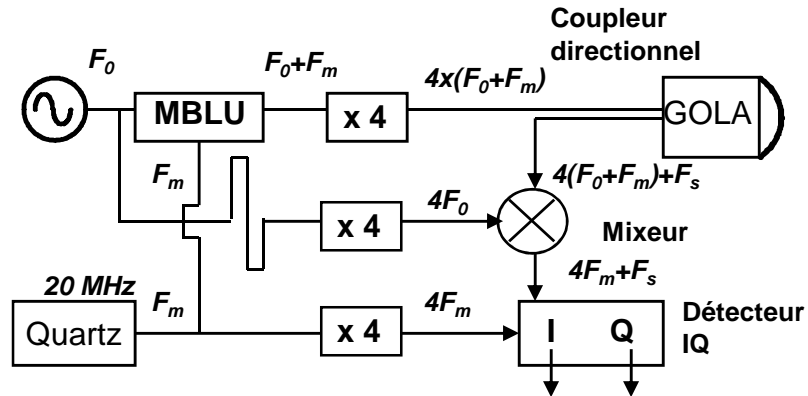 Coupleur
directionnel
F0
F0+Fm
4x(F0+Fm)
MBLU
x 4
GOLA
Fm
4(F0+Fm)+Fs
4F0
x 4
Mixeur
4Fm+Fs
20 MHz
Fm
4Fm
Quartz
x 4
I Q
Détecteur
IQ